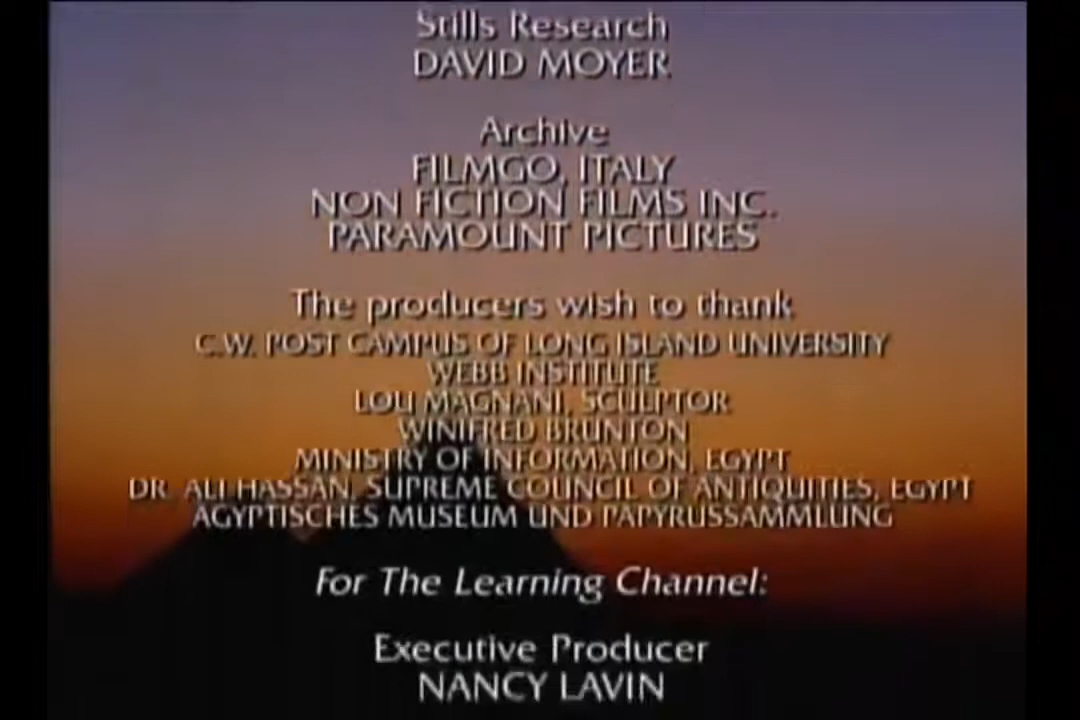 Stills Research
DAVID MOYER
Archive
FILMGO, ITALY
NON FICTION FILMS INC.
PARAMOUNT PICTURES
The producers wish to thank
C.W. POST CAMPUS OF LONG ISLAND UNIVERSITY
WEBB INSTITUTE
LOU MAGNANI, SCULPTOR
WINIFRED BRUNTON
MINISTRY OF INFORMATION, EGYPT
DR. ALI HASSAN, SUPREME COUNCIL OF ANTIQUITIES, EGYPT
AGYPTISCHES MUSEUM UND PAPYRUSSAMMLUNG
For The Learning Channel:
Executive Producer
NANCY LAVIN